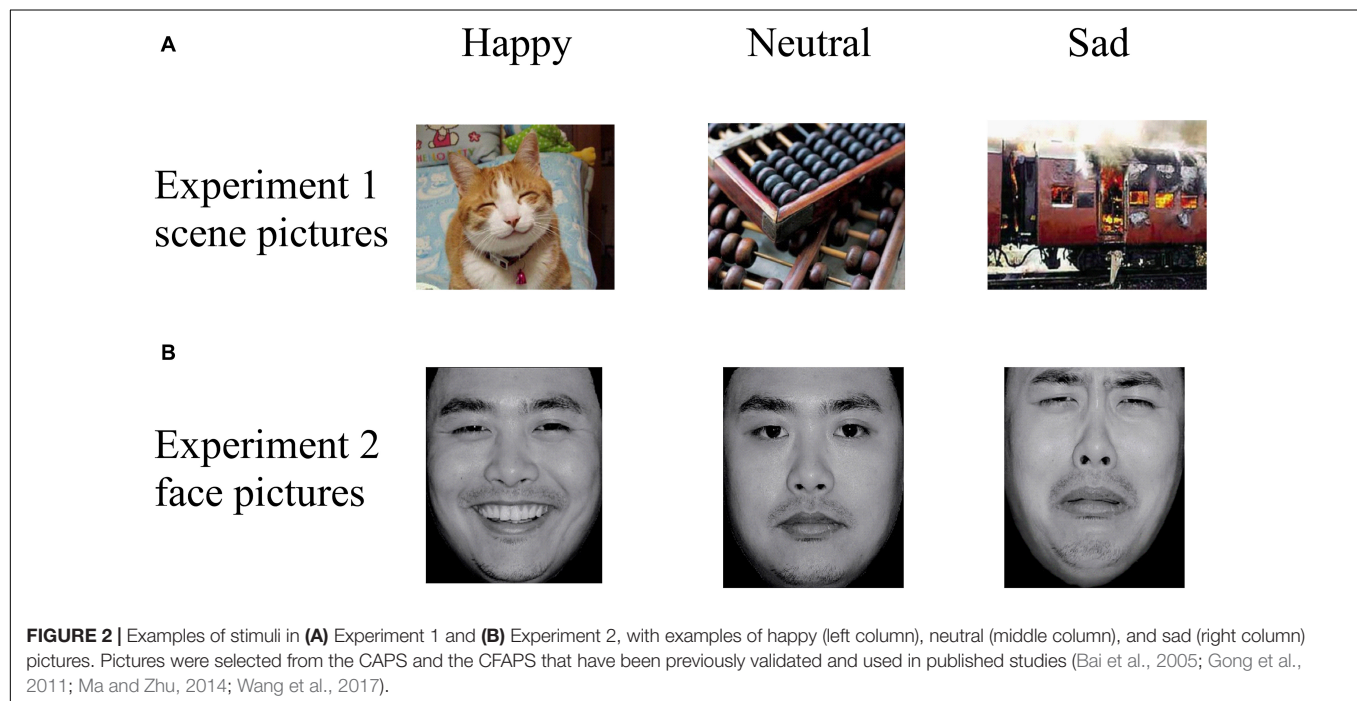 A
Happy
Neutral
Sad
HELLO KITTY
Experiment 1
scene pictures
B
Experiment 2
face pictures
FIGURE 2 | Examples of stimuli in (A) Experiment 1 and (B) Experiment 2, with examples of happy (left column), neutral (middle column), and sad (right column)
pictures. Pictures were selected from the CAPS and the CFAPS that have been previously validated and used in published studies (Bai et al., 2005; Gong et al.,
2011; Ma and Zhu, 2014; Wang et al., 2017).